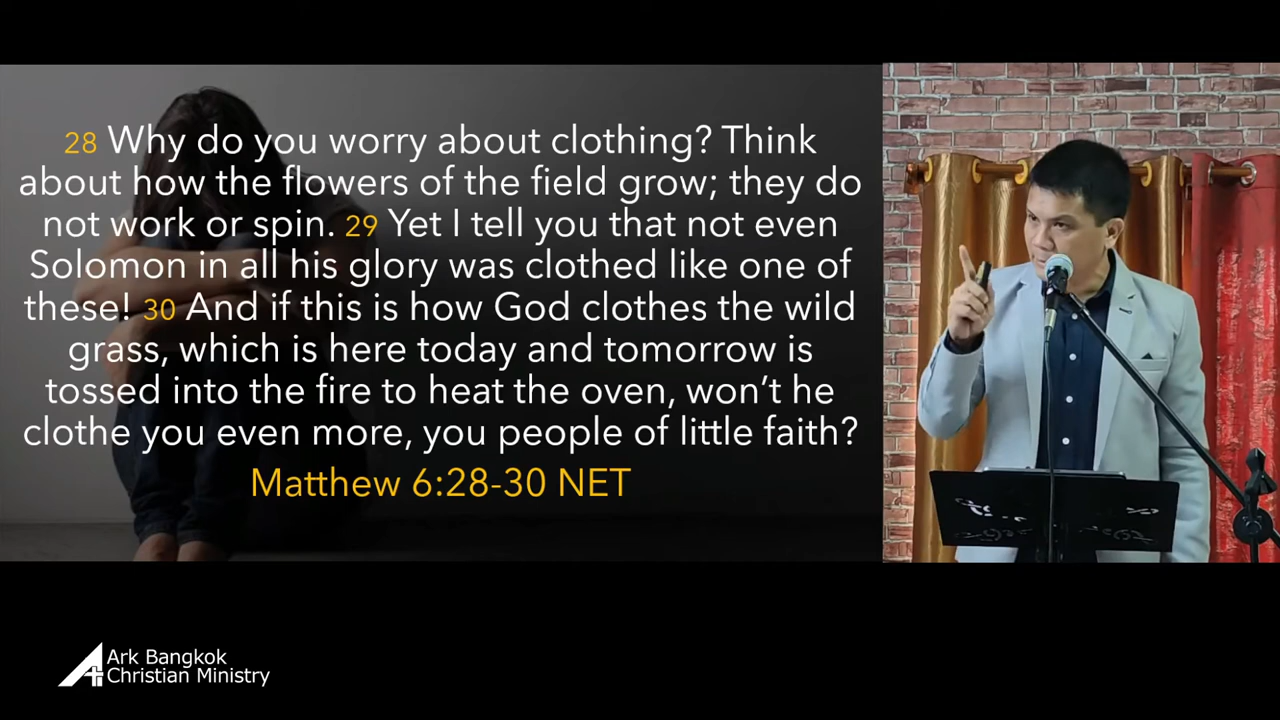 28 Why do you worry about clothing? Think
about how the flowers of the field grow; they do
not work or spin. 29 Yet I tell you that not even
Solomon in all his glory was clothed like one of
these! 30 And if this is how God clothes the wild
grass, which is here today and tomorrow is
tossed into the fire to heat the oven, won’t he
clothe you even more, you people of little faith?
Matthew 6:28-30 NET
Ark Bangkok
Christian Ministry